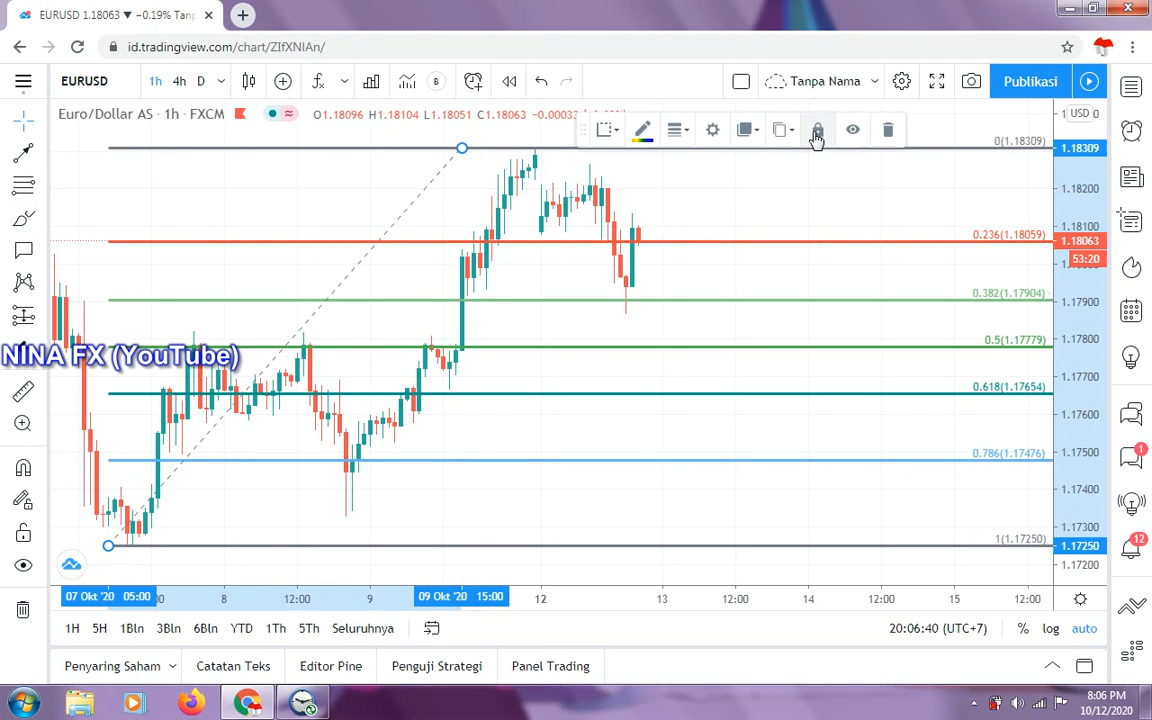 EURUSD 1.18063 ▼ −0.19% Tanp
id.tradingview.com/chart/ZIfXNIAn/
EURUSD 1h 4h D B Tanpa Nama Publikasi
Euro/Dollar AS · 1h · FXCM O1.18096 H1.18104 L1.18051 C1.18063 −0.00033
USD
0(1.18309) 1.18309
1.18200
1.18100
0.236(1.18059) 1.18063
53:20
0.382(1.17904) 1.17900
0.5(1.17779) 1.17800
NINA FX (YouTube)
1.17700
0.618(1.17654)
1.17600
0.786(1.17476) 1.17500
1
1.17400
1.17300
1(1.17250) 1.17250
12
1.17200
07 Okt '20 05:00 8 12:00 9 09 Okt '20 15:00 12 13 12:00 14 12:00 15 12:00
1H 5H 1Bln 3Bln 6Bln YTD 1Th 5Th Seluruhnya 20:06:40 (UTC+7) % log auto
Penyaring Saham Catatan Teks Editor Pine Penguji Strategi Panel Trading
8:06 PM
10/12/2020